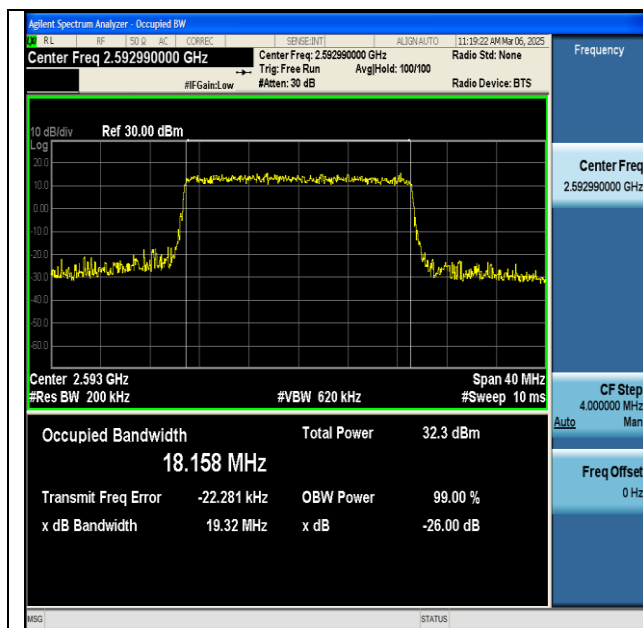 Agilent Spectrum Analyzer - Occupied BW
RL RF 50 Ω AC CORREC SENSE:INT ALIGN AUTO 11:19:22 AM Mar 06, 2025
Center Freq 2.592990000 GHz
Center Freq: 2.592990000 GHz Radio Std: None
Trig: Free Run Avg|Hold: 100/100
#IFGain:Low #Atten: 30 dB Radio Device: BTS
10 dB/div Ref 30.00 dBm
Log
20.0
10.0
0.00
-10.0
-20.0
-30.0
-40.0
-50.0
-60.0
Center 2.593 GHz Span 40 MHz
#Res BW 200 kHz #VBW 620 kHz #Sweep 10 ms
Occupied Bandwidth Total Power 32.3 dBm
18.158 MHz
Transmit Freq Error -22.281 kHz OBW Power 99.00 %
x dB Bandwidth 19.32 MHz x dB -26.00 dB
Frequency
Center Freq
2.592990000 GHz
CF Step
4.000000 MHz
Auto Man
Freq Offset
0 Hz
MSG STATUS